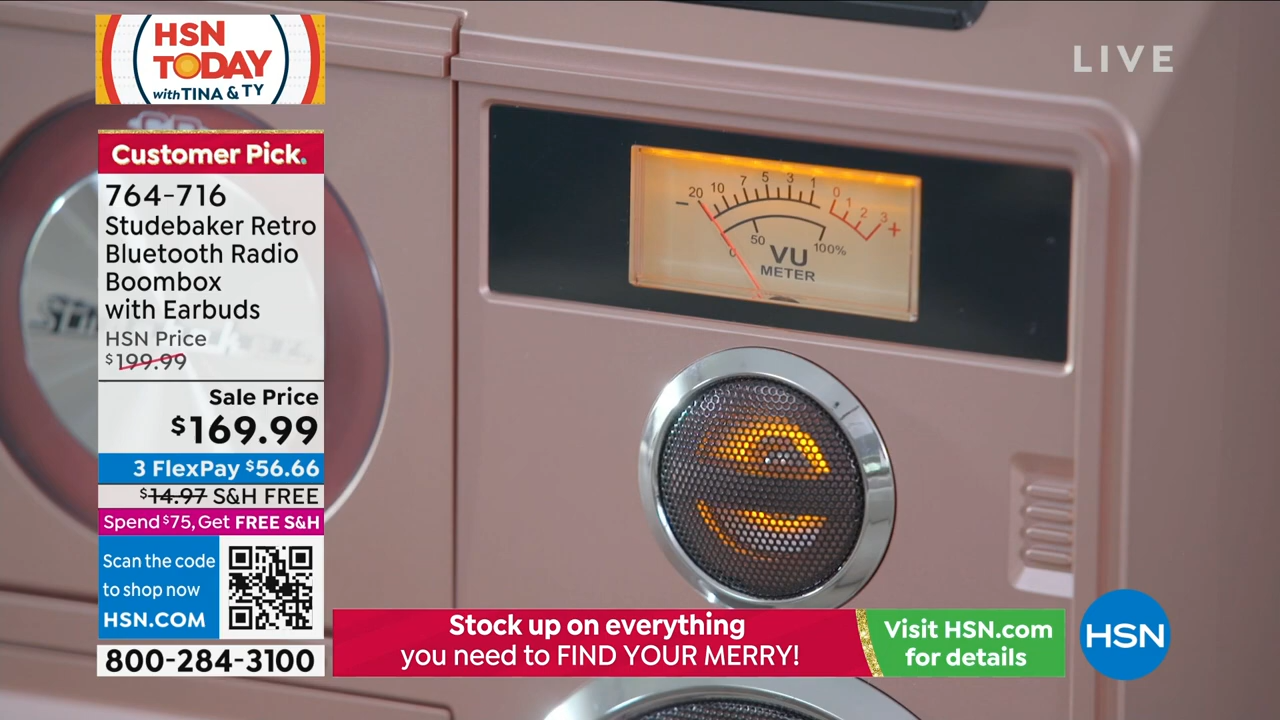 HSN
TODAY
with TINA & TY
LIVE
Customer Pick.
764-716
Studebaker Retro
Bluetooth Radio
Boombox
with Earbuds
HSN Price
$199.99
Sale Price
$169.99
3 FlexPay $56.66
$14.97 S&H FREE
Spend $75, Get FREE S&H
Scan the code
to shop now
HSN.COM
800-284-3100
20 10 7 5 3 1 0 1 2 3
− +
0 50 100%
VU
METER
Stock up on everything
you need to FIND YOUR MERRY!
Visit HSN.com
for details
HSN